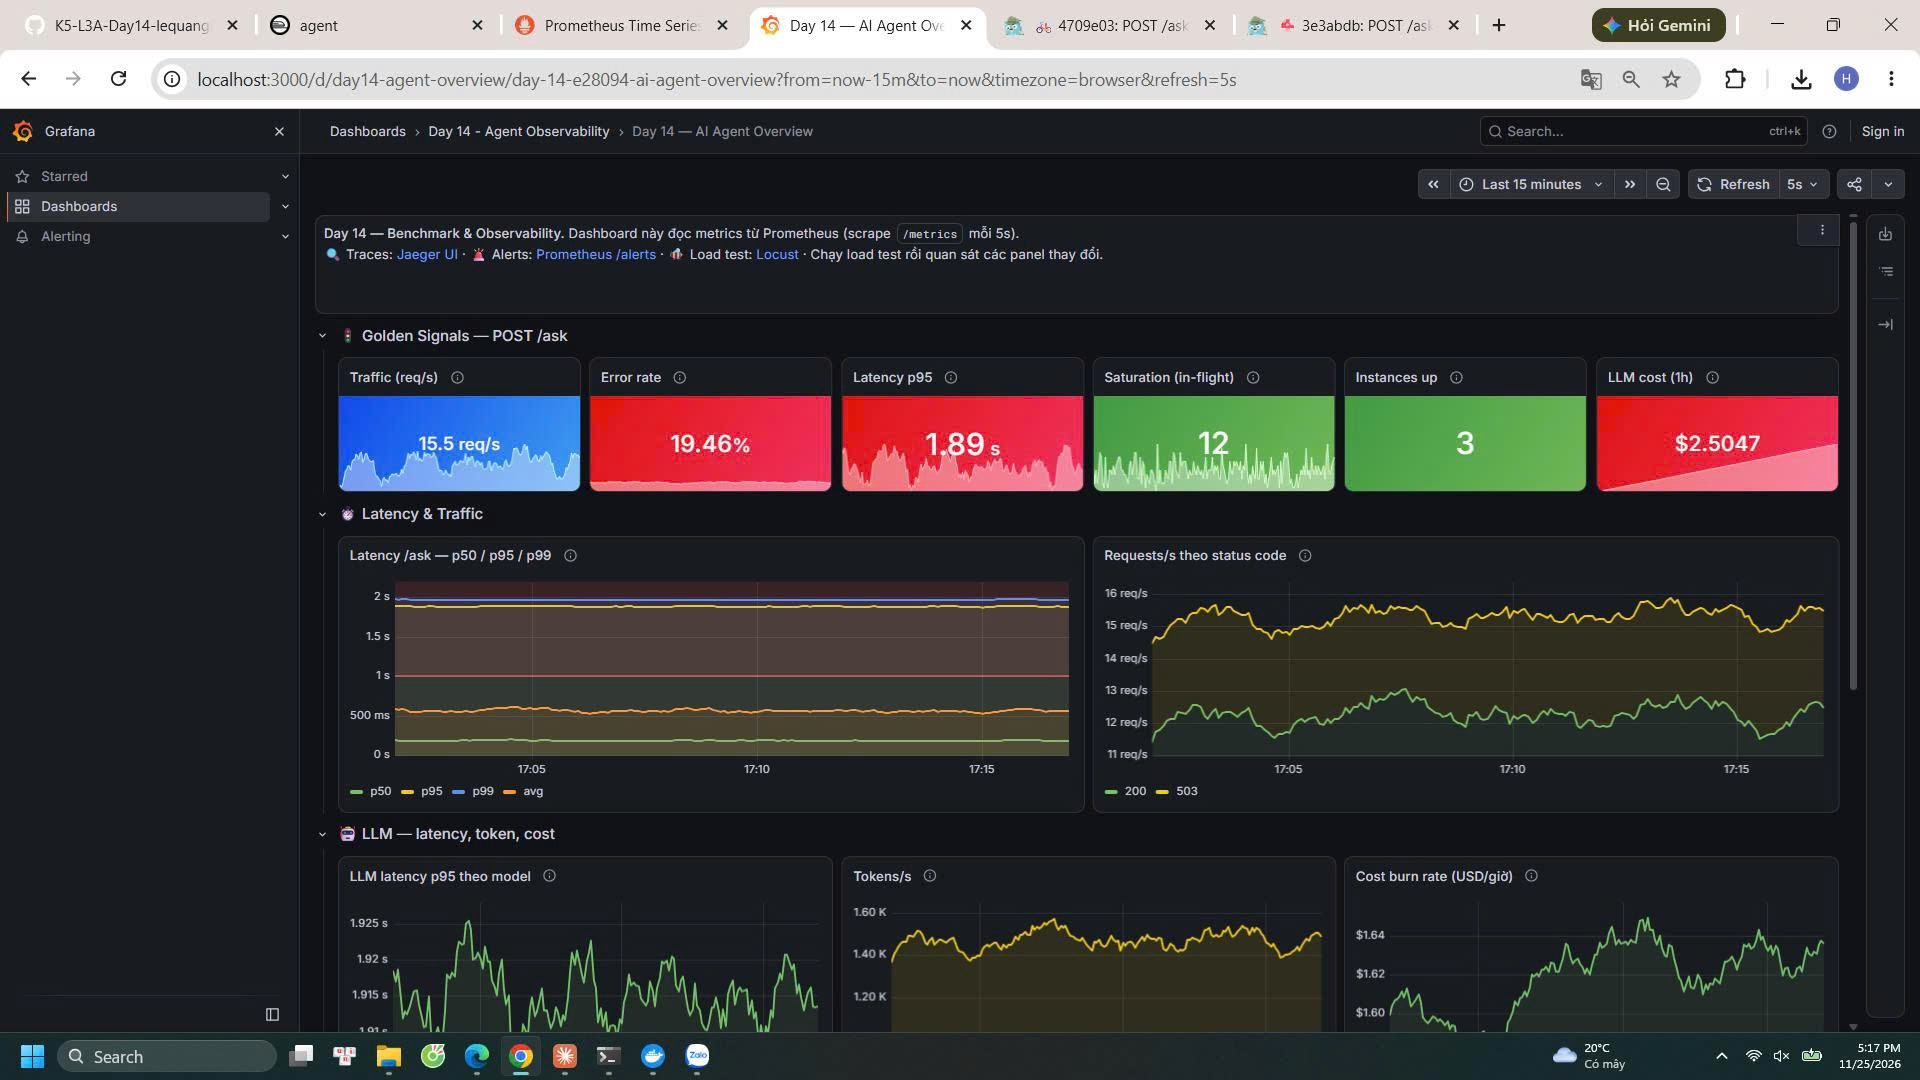 K5-L3A-Day14-lequang
agent
Prometheus Time Series
Day 14 — AI Agent Ove
4709e03: POST /ask
3e3abdb: POST /ask
Hỏi Gemini
localhost:3000/d/day14-agent-overview/day-14-e28094-ai-agent-overview?from=now-15m&to=now&timezone=browser&refresh=5s
H
Grafana
Dashboards › Day 14 - Agent Observability › Day 14 — AI Agent Overview
Search...
ctrl+k
Sign in
Starred
Dashboards
Alerting
Last 15 minutes
Refresh
5s
Day 14 — Benchmark & Observability. Dashboard này đọc metrics từ Prometheus (scrape /metrics mỗi 5s).
Traces: Jaeger UI · Alerts: Prometheus /alerts · Load test: Locust · Chạy load test rồi quan sát các panel thay đổi.
Golden Signals — POST /ask
Traffic (req/s)
Error rate
Latency p95
Saturation (in-flight)
Instances up
LLM cost (1h)
15.5 req/s
19.46%
1.89 s
12
3
$2.5047
Latency & Traffic
Latency /ask — p50 / p95 / p99
2 s
1.5 s
1 s
500 ms
0 s
17:05
17:10
17:15
p50
p95
p99
avg
Requests/s theo status code
16 req/s
15 req/s
14 req/s
13 req/s
12 req/s
11 req/s
17:05
17:10
17:15
200
503
LLM — latency, token, cost
LLM latency p95 theo model
1.925 s
1.92 s
1.915 s
1.91 s
Tokens/s
1.60 K
1.40 K
1.20 K
Cost burn rate (USD/giờ)
$1.64
$1.62
$1.60
Search
Zalo
20°C
Có mây
5:17 PM
11/25/2026